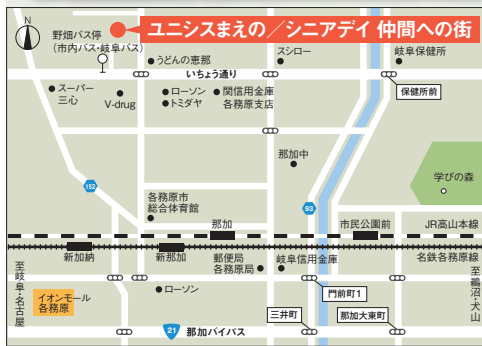 ユニシスまえの／シニアデイ 仲間への街
N
野畑バス停
（市内バス・岐阜バス）
うどんの恵那
スシロー
岐阜保健所
いちょう通り
スーパー
三心
V-drug
ローソン
トミダヤ
関信用金庫
各務原支店
保健所前
那加中
学びの森
152
93
各務原市
総合体育館
那加
市民公園前
JR高山本線
新加納
新那加
郵便局
各務原局
岐阜信用金庫
名鉄各務原線
至岐阜・名古屋
至鵜沼・犬山
イオンモール
各務原
ローソン
門前町1
三井町
那加大東町
21
那加バイパス